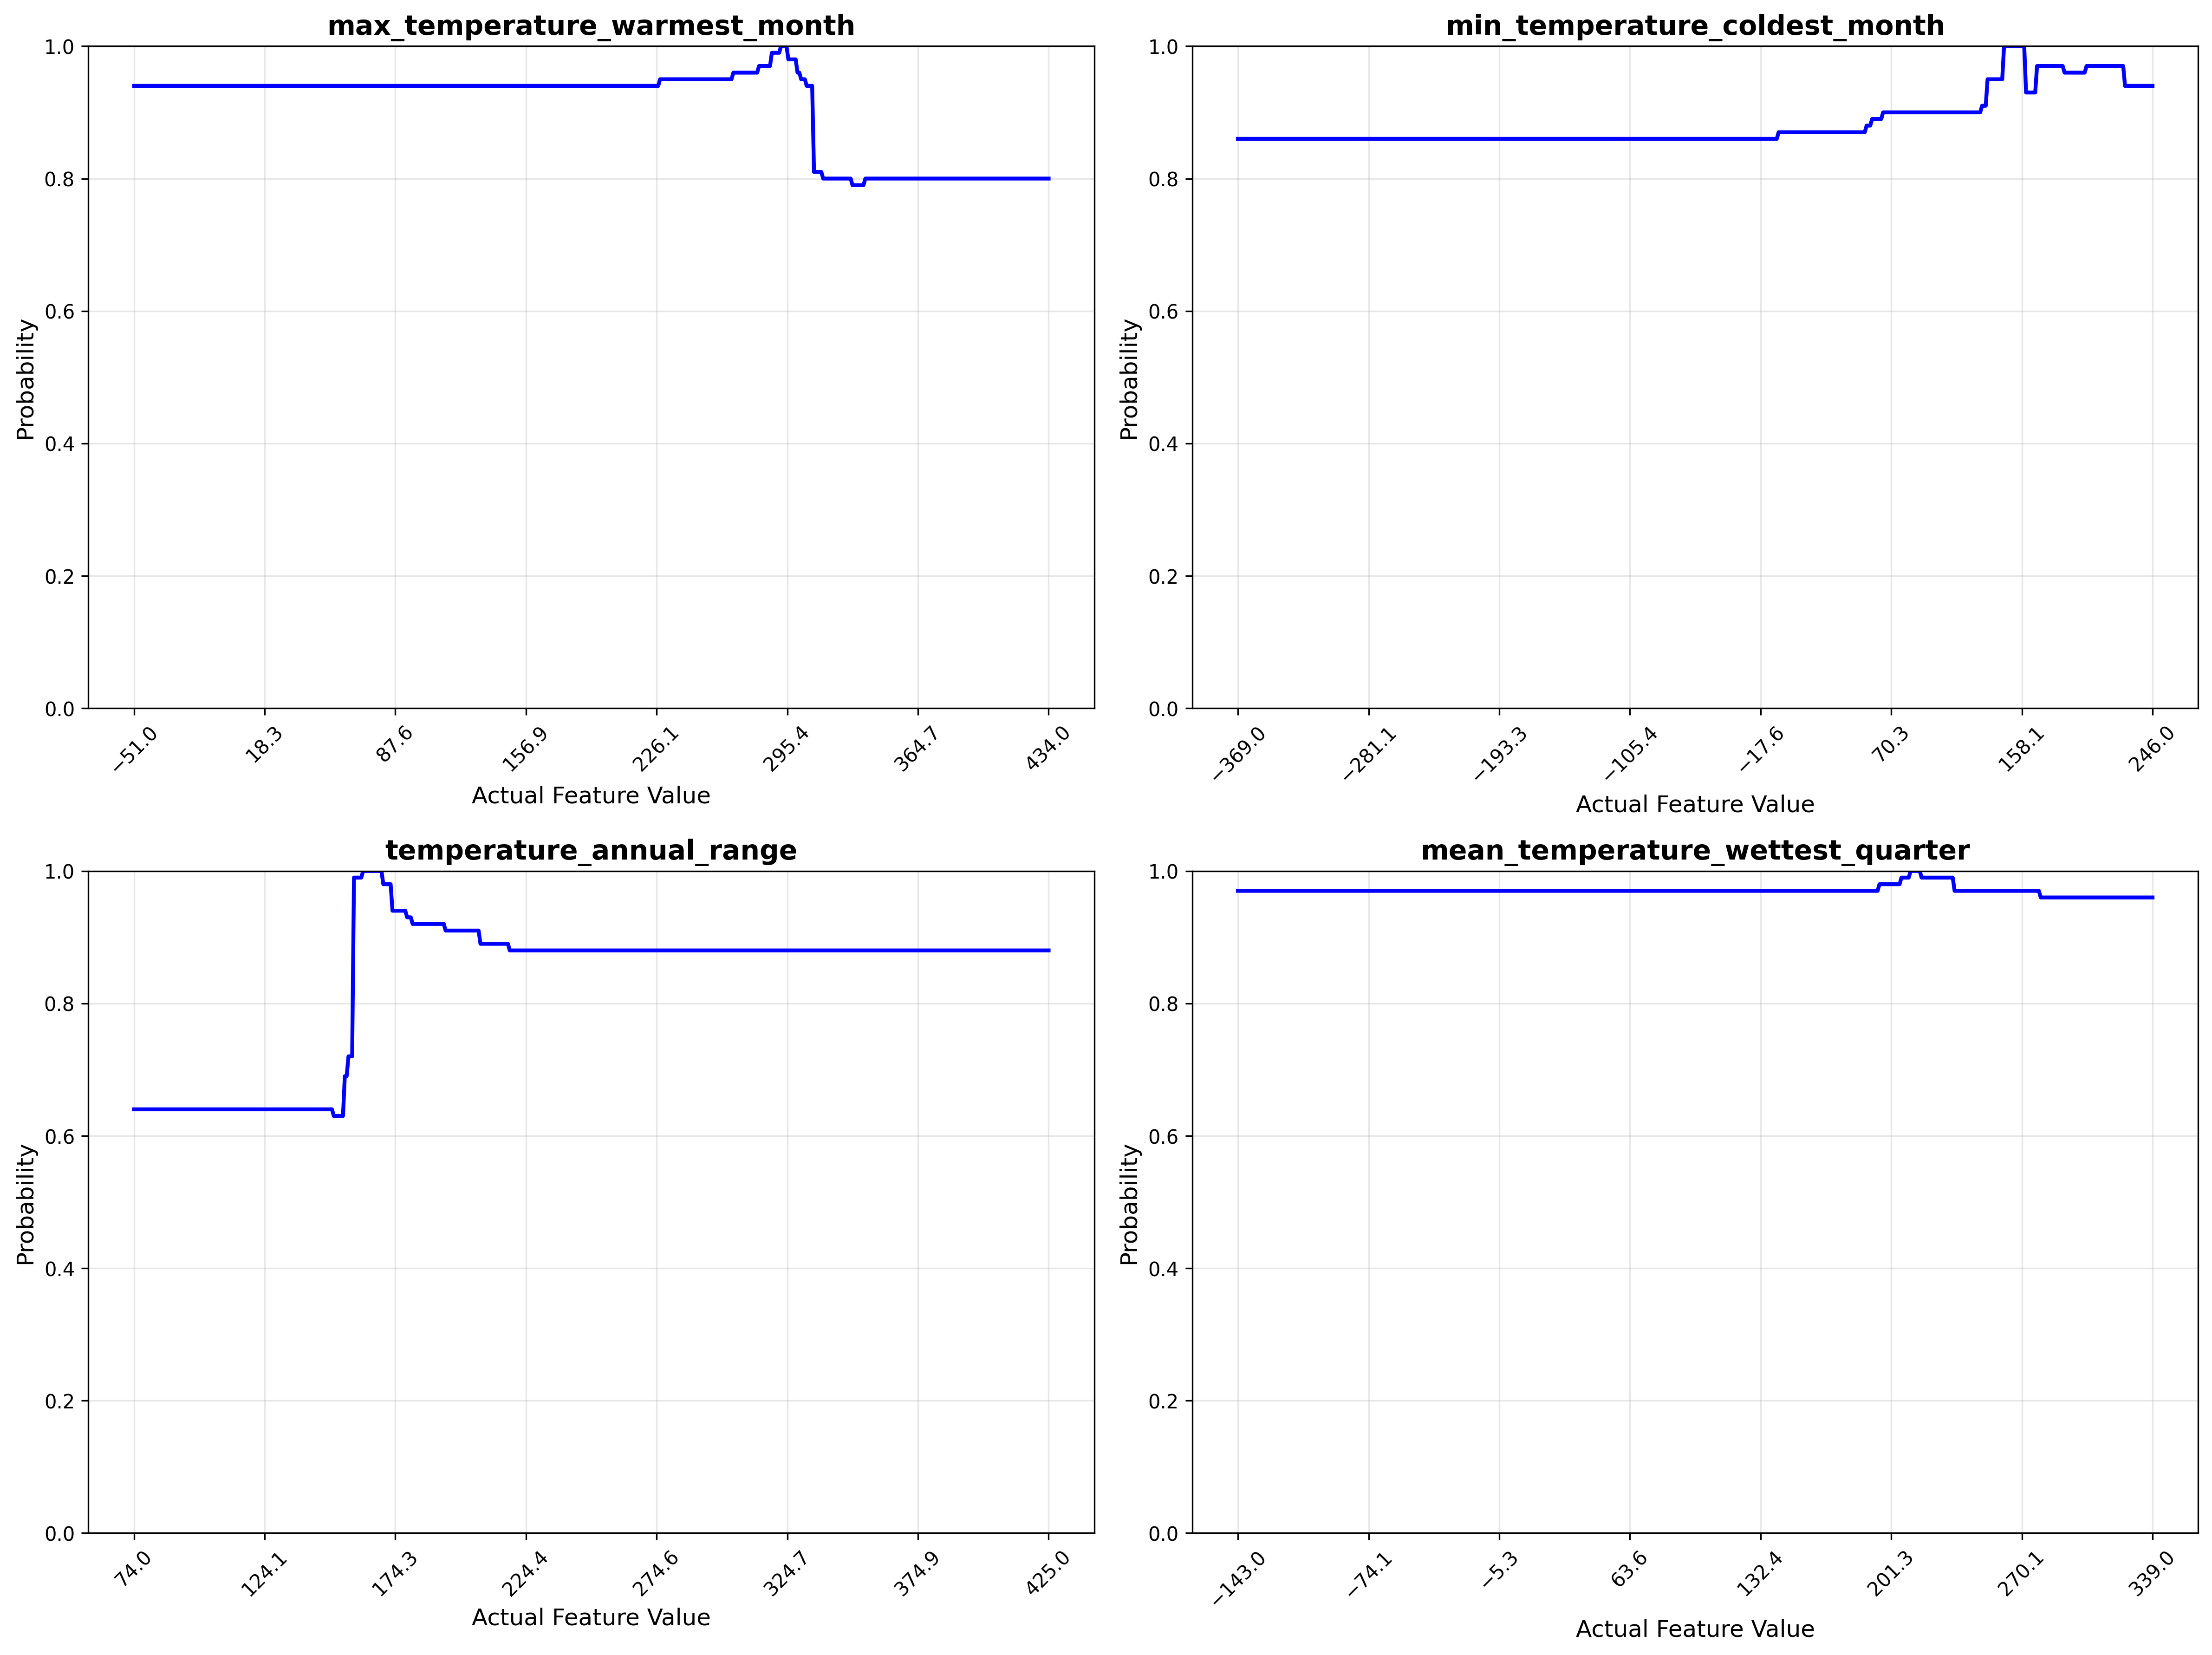 max_temperature_warmest_month
1.0
0.8
0.6
0.4
0.2
0.0
Probability
−51.0 18.3 87.6 156.9 226.1 295.4 364.7 434.0
Actual Feature Value
min_temperature_coldest_month
1.0
0.8
0.6
0.4
0.2
0.0
Probability
−369.0 −281.1 −193.3 −105.4 −17.6 70.3 158.1 246.0
Actual Feature Value
temperature_annual_range
1.0
0.8
0.6
0.4
0.2
0.0
Probability
74.0 124.1 174.3 224.4 274.6 324.7 374.9 425.0
Actual Feature Value
mean_temperature_wettest_quarter
1.0
0.8
0.6
0.4
0.2
0.0
Probability
−143.0 −74.1 −5.3 63.6 132.4 201.3 270.1 339.0
Actual Feature Value